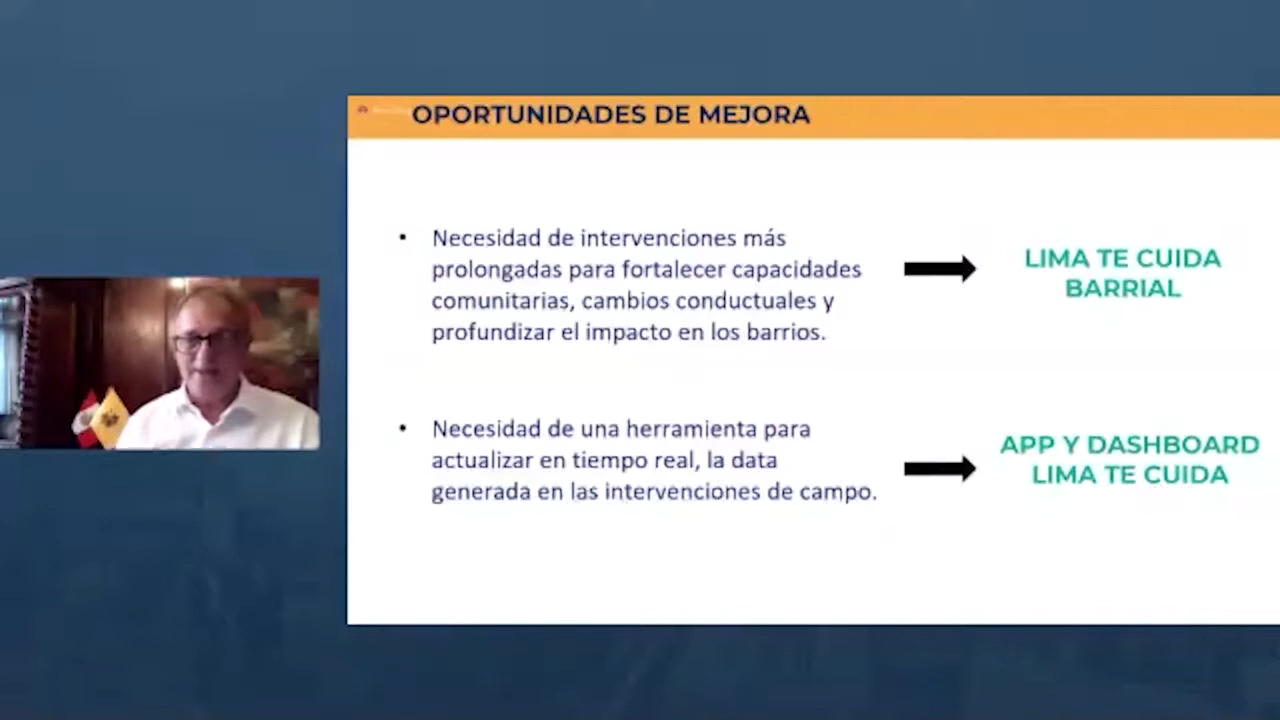 OPORTUNIDADES DE MEJORA
• Necesidad de intervenciones más
prolongadas para fortalecer capacidades
comunitarias, cambios conductuales y
profundizar el impacto en los barrios.
LIMA TE CUIDA
BARRIAL
• Necesidad de una herramienta para
actualizar en tiempo real, la data
generada en las intervenciones de campo.
APP Y DASHBOARD
LIMA TE CUIDA